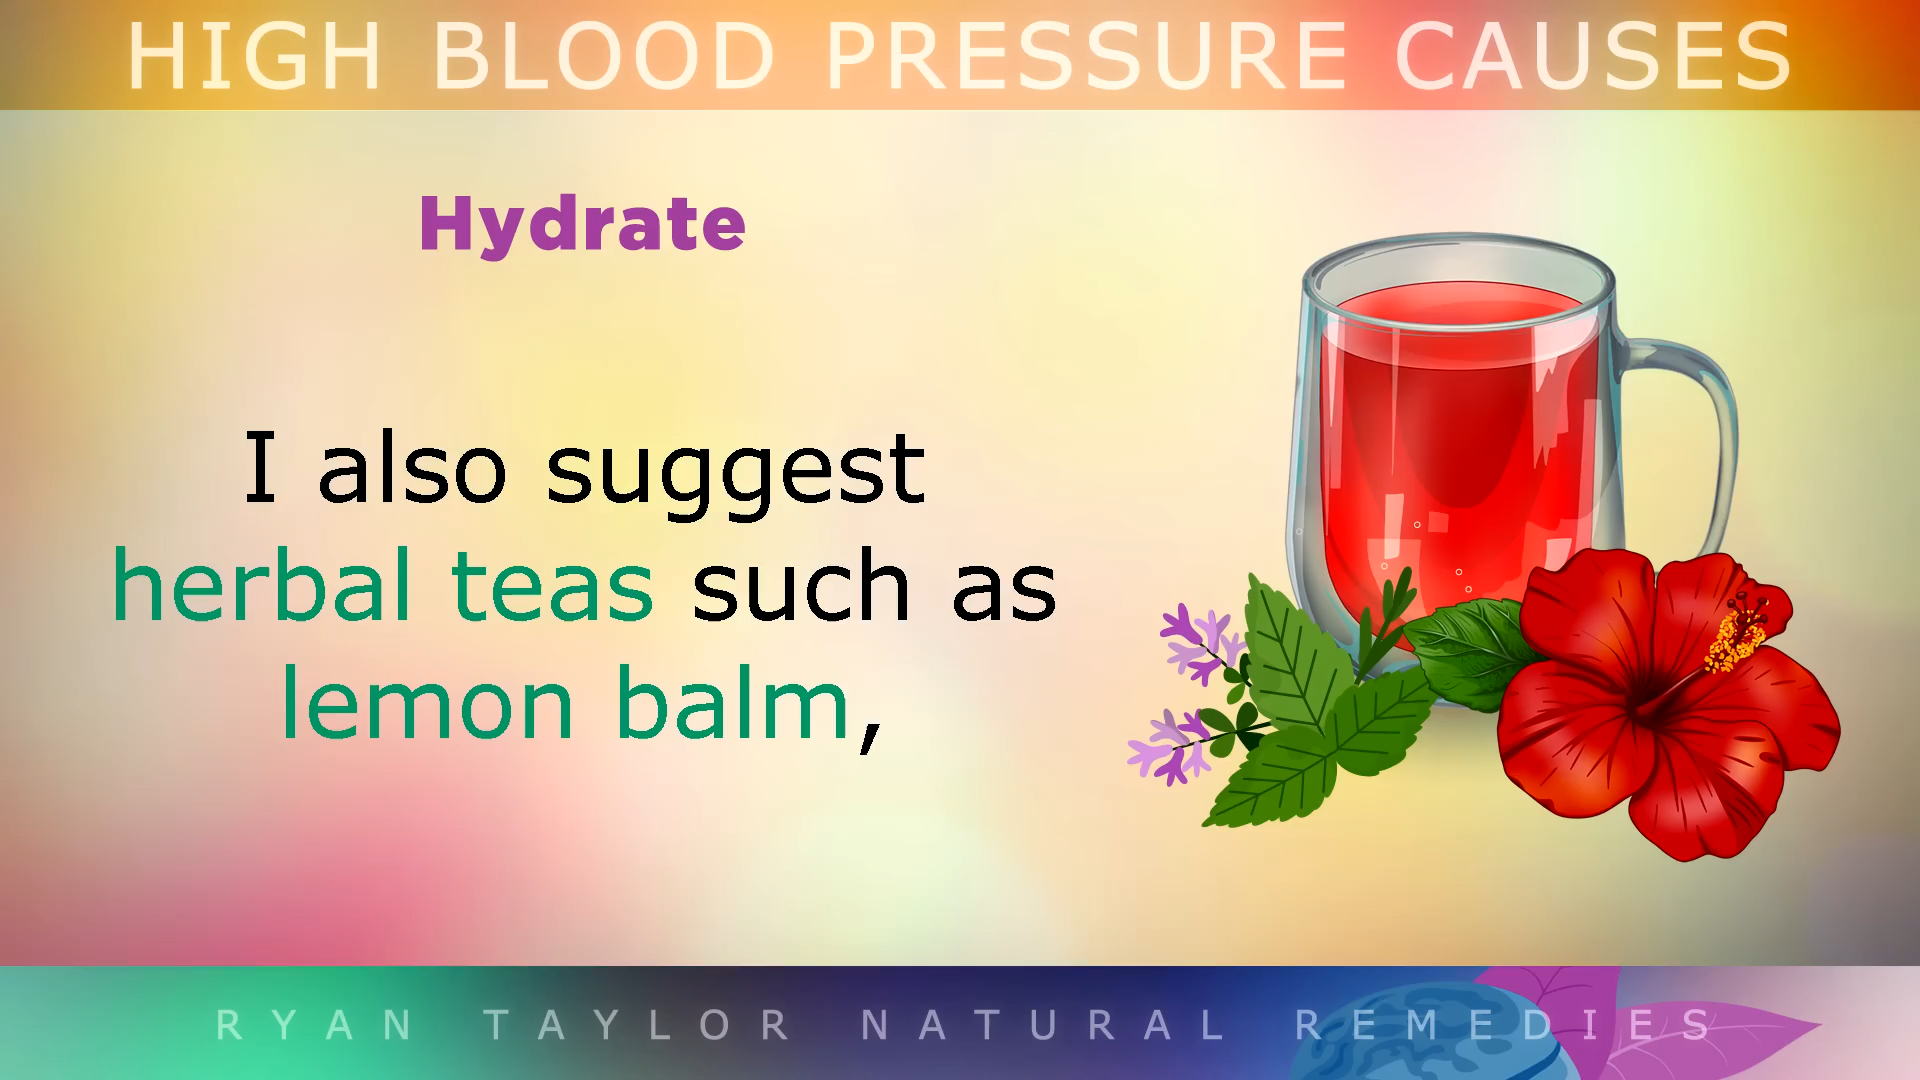 HIGH BLOOD PRESSURE CAUSES
Hydrate
I also suggest
herbal teas such as
lemon balm,
RYAN TAYLOR NATURAL REMEDIES